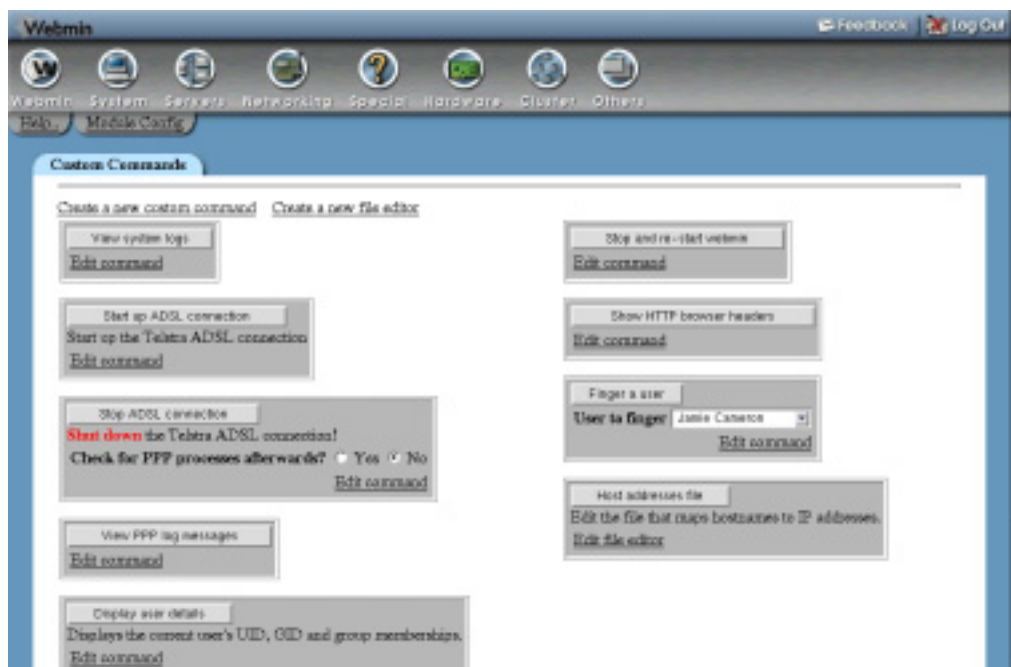 Webmin
Feedback
Log Out
Webmin System Servers Networking Special Hardware Cluster Others
Help.. Module Config
Custom Commands
Create a new custom command Create a new file editor
View system logs
Edit command
Start up ADSL connection
Start up the Telstra ADSL connection
Edit command
Stop ADSL connection
Shut down the Telstra ADSL connection!
Check for PPP processes afterwards? Yes No
Edit command
View PPP log messages
Edit command
Display user details
Displays the current user's UID, GID and group memberships.
Edit command
Stop and re-start webmin
Edit command
Show HTTP browser headers
Edit command
Finger a user
User to finger Jamie Cameron
Edit command
Host addresses file
Edit the file that maps hostnames to IP addresses.
Edit file editor